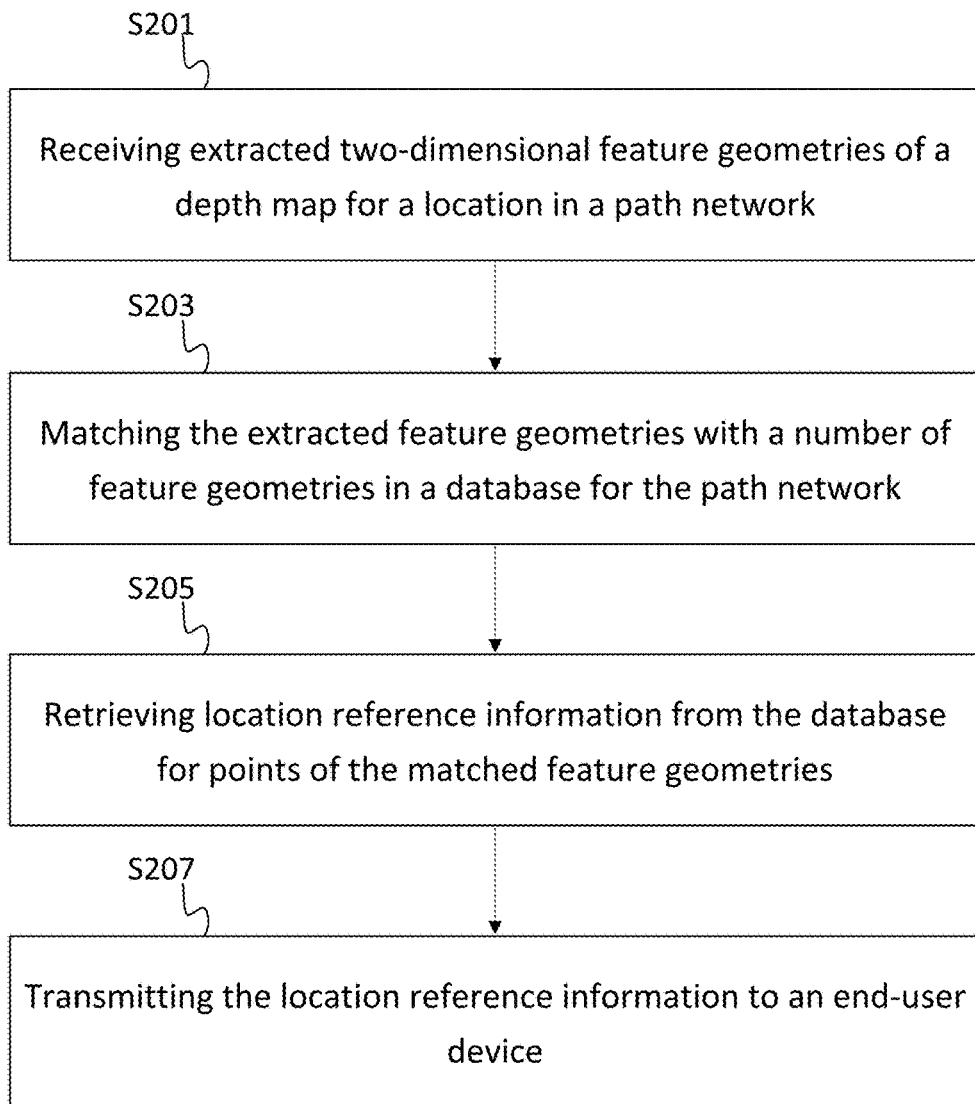 S201
Receiving extracted two-dimensional feature geometries of a
depth map for a location in a path network
S203
Matching the extracted feature geometries with a number of
feature geometries in a database for the path network
S205
Retrieving location reference information from the database
for points of the matched feature geometries
S207
Transmitting the location reference information to an end-user
device